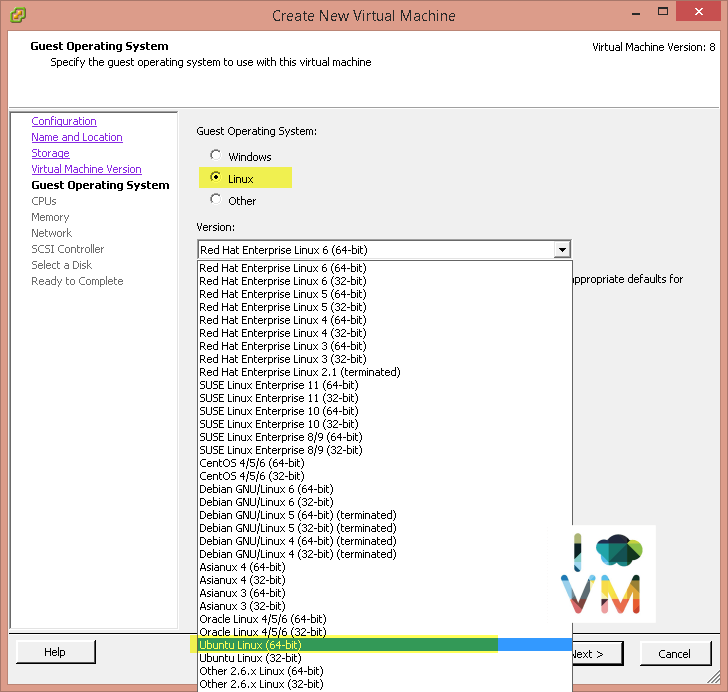 Create New Virtual Machine
Guest Operating System
Specify the guest operating system to use with this virtual machine
Virtual Machine Version: 8
Configuration
Name and Location
Storage
Virtual Machine Version
Guest Operating System
CPUs
Memory
Network
SCSI Controller
Select a Disk
Ready to Complete
Guest Operating System:
Windows
Linux
Other
Version:
Red Hat Enterprise Linux 6 (64-bit)
Red Hat Enterprise Linux 6 (64-bit)
Red Hat Enterprise Linux 6 (32-bit)
Red Hat Enterprise Linux 5 (64-bit)
Red Hat Enterprise Linux 5 (32-bit)
Red Hat Enterprise Linux 4 (64-bit)
Red Hat Enterprise Linux 4 (32-bit)
Red Hat Enterprise Linux 3 (64-bit)
Red Hat Enterprise Linux 3 (32-bit)
Red Hat Enterprise Linux 2.1 (terminated)
SUSE Linux Enterprise 11 (64-bit)
SUSE Linux Enterprise 11 (32-bit)
SUSE Linux Enterprise 10 (64-bit)
SUSE Linux Enterprise 10 (32-bit)
SUSE Linux Enterprise 8/9 (64-bit)
SUSE Linux Enterprise 8/9 (32-bit)
CentOS 4/5/6 (64-bit)
CentOS 4/5/6 (32-bit)
Debian GNU/Linux 6 (64-bit)
Debian GNU/Linux 6 (32-bit)
Debian GNU/Linux 5 (64-bit) (terminated)
Debian GNU/Linux 5 (32-bit) (terminated)
Debian GNU/Linux 4 (64-bit) (terminated)
Debian GNU/Linux 4 (32-bit) (terminated)
Asianux 4 (64-bit)
Asianux 4 (32-bit)
Asianux 3 (64-bit)
Asianux 3 (32-bit)
Oracle Linux 4/5/6 (64-bit)
Oracle Linux 4/5/6 (32-bit)
Ubuntu Linux (64-bit)
Ubuntu Linux (32-bit)
Other 2.6.x Linux (64-bit)
Other 2.6.x Linux (32-bit)
appropriate defaults for
I
VM
Help
Next >
Cancel